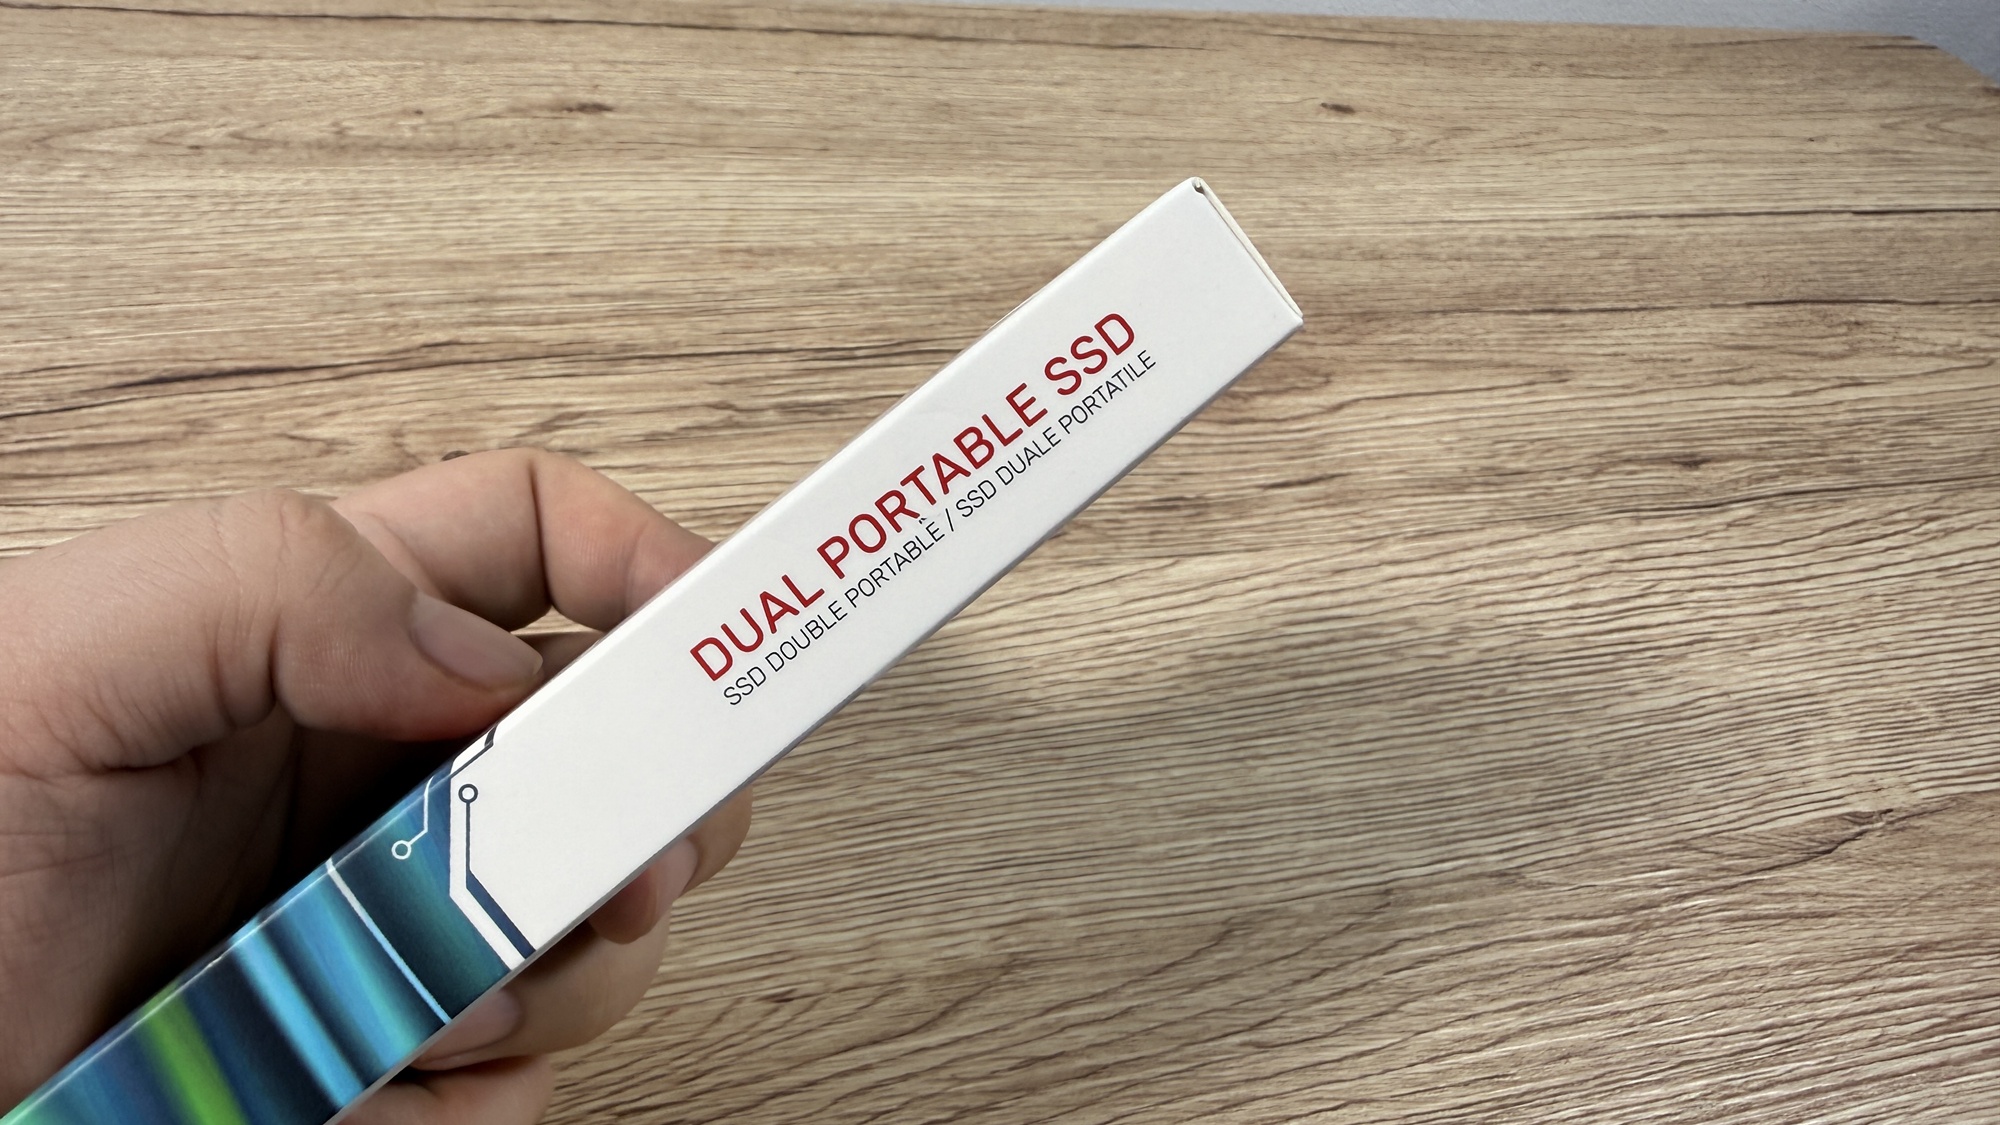 DUAL PORTABLE SSD
SSD DOUBLE PORTABLE / SSD DUALE PORTATILE